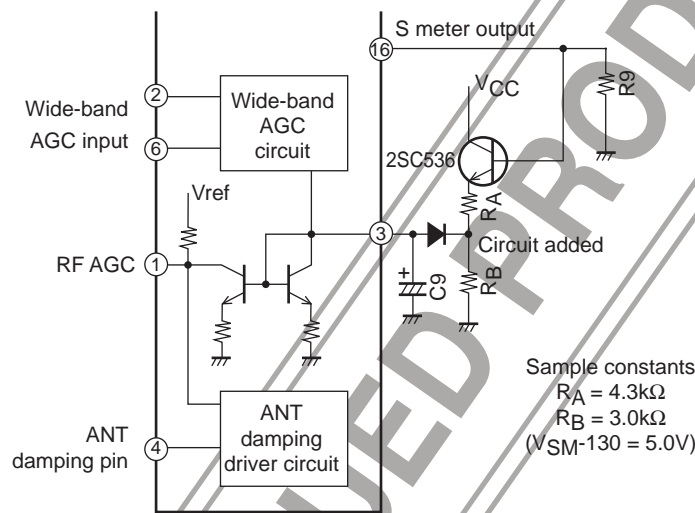 16
S meter output
2
Wide-band
AGC input
6
Wide-band
AGC
circuit
VCC
R9
2SC536
RA
Vref
3
Circuit added
RF AGC
1
+
C9
RB
Sample constants
RA = 4.3kΩ
RB = 3.0kΩ
(VSM-130 = 5.0V)
ANT
damping pin
4
ANT
damping
driver circuit
UED PROD